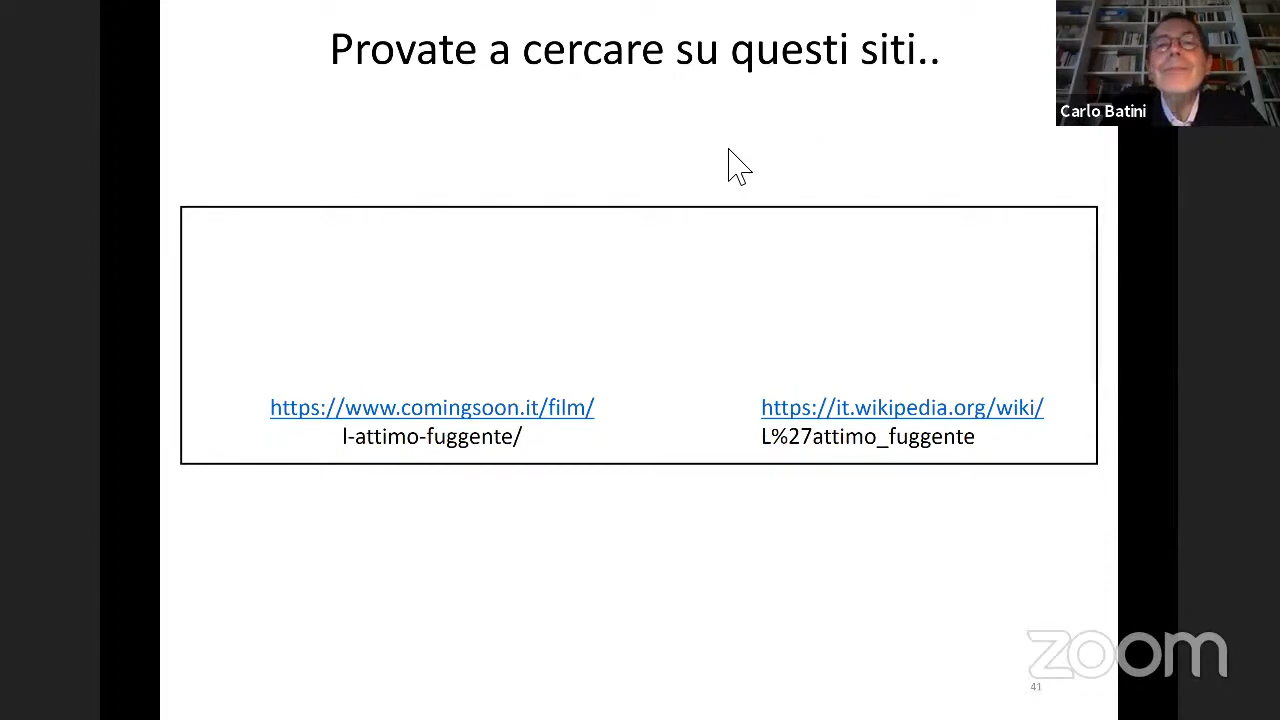 Provate a cercare su questi siti..
Carlo Batini
https://www.comingsoon.it/film/
l-attimo-fuggente/
https://it.wikipedia.org/wiki/
L%27attimo_fuggente
zoom
41